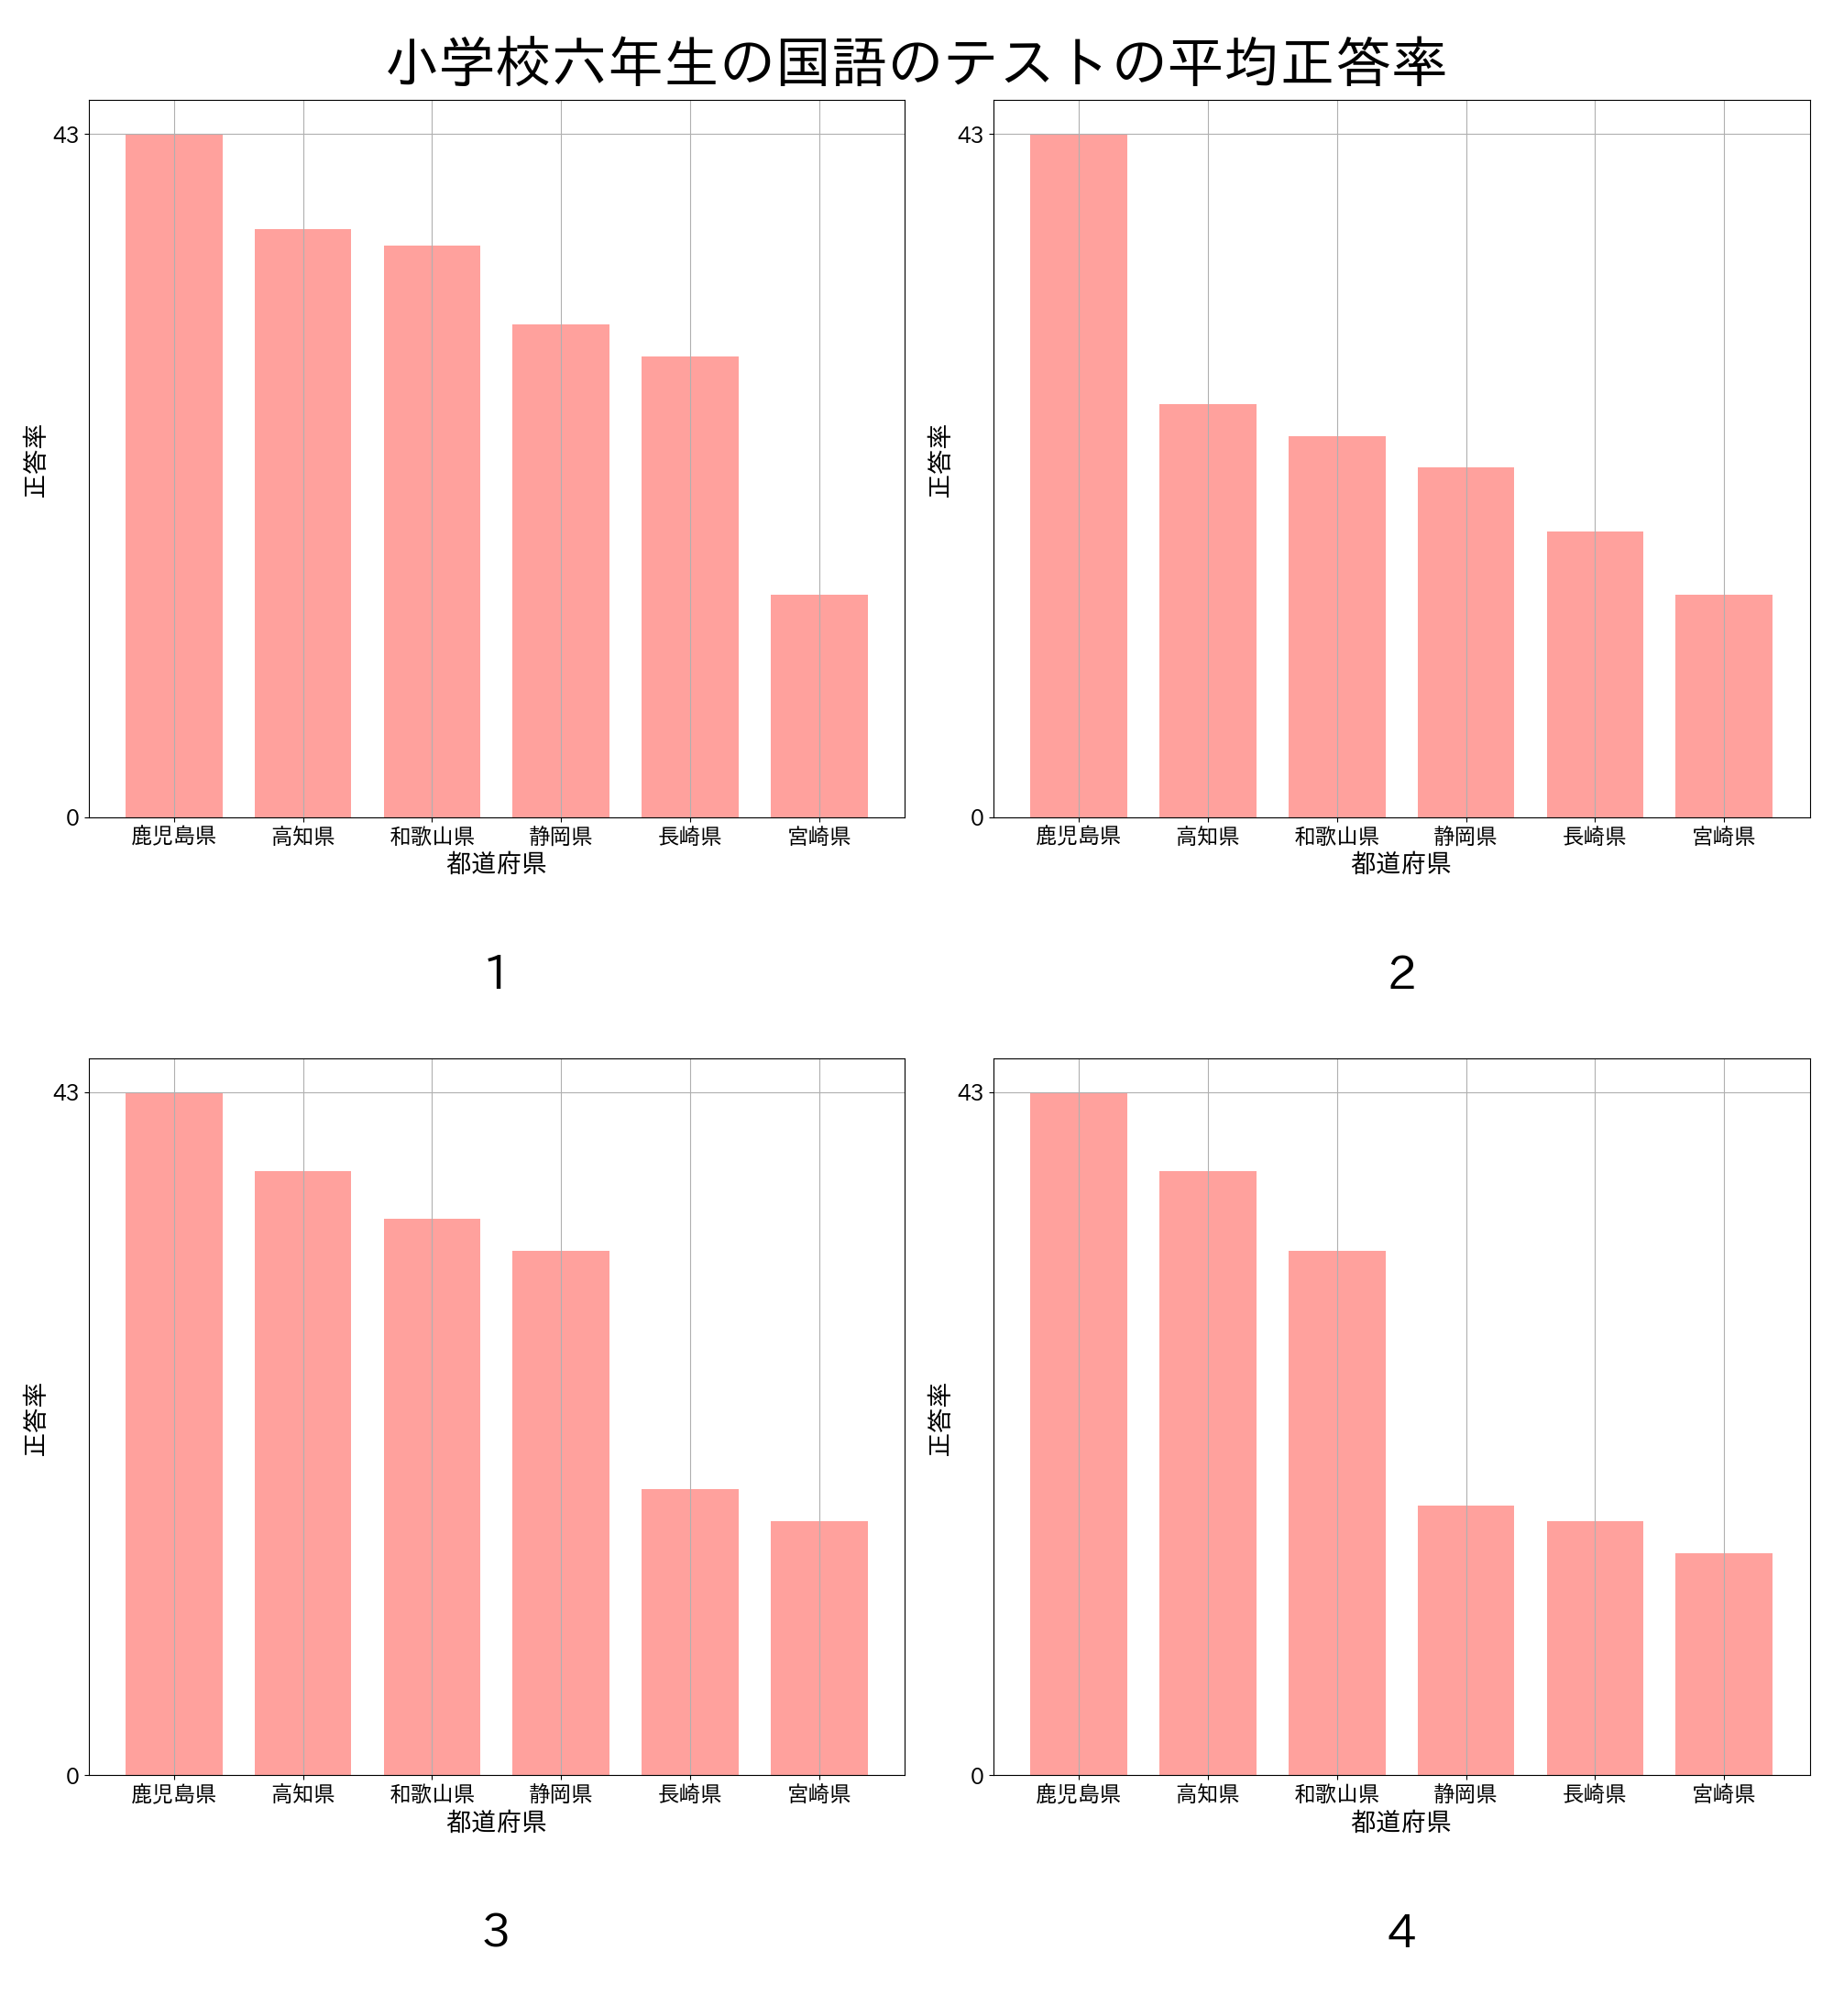 小学校六年生の国語のテストの平均正答率
43
0
正答率
鹿児島県 高知県 和歌山県 静岡県 長崎県 宮崎県
都道府県
1
43
0
正答率
鹿児島県 高知県 和歌山県 静岡県 長崎県 宮崎県
都道府県
2
43
0
正答率
鹿児島県 高知県 和歌山県 静岡県 長崎県 宮崎県
都道府県
3
43
0
正答率
鹿児島県 高知県 和歌山県 静岡県 長崎県 宮崎県
都道府県
4